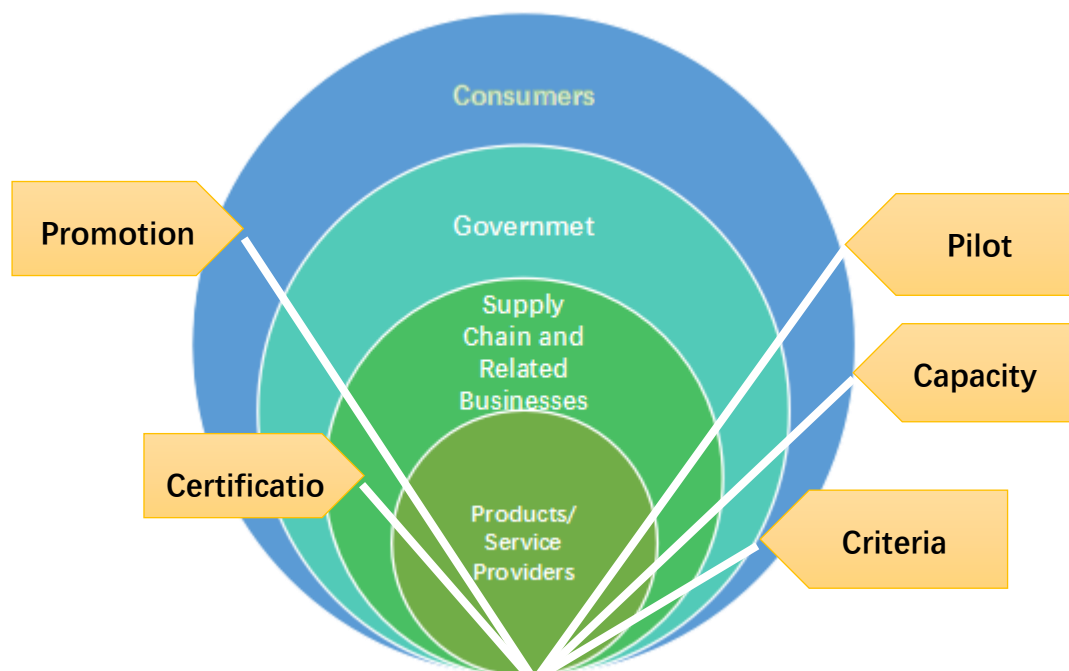 Consumers
Governmet
Promotion
Pilot
Supply
Chain and
Related
Businesses
Capacity
Certificatio
Products/
Service
Providers
Criteria